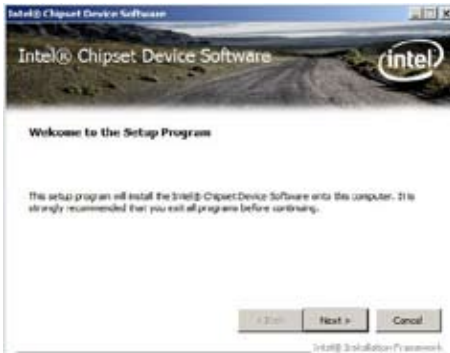 Intel® Chipset Device Software
Intel® Chipset Device Software
intel
Welcome to the Setup Program
This setup program will install the Intel® Chipset Device Software onto this computer. It is
strongly recommended that you exit all programs before continuing.
< Back
Next >
Cancel
Intel® Installation Framework